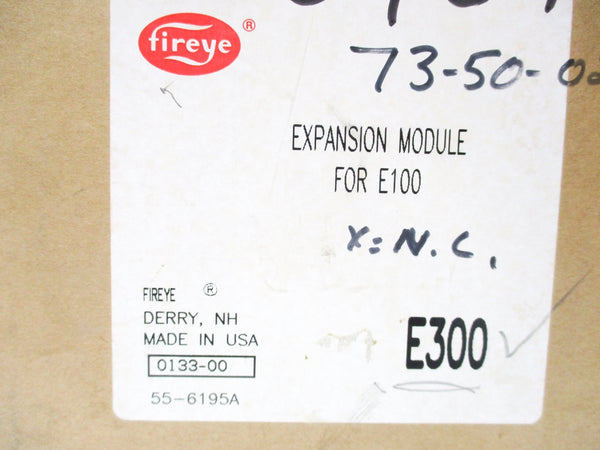 fireye ®
73-50-0
EXPANSION MODULE
FOR E100
X=N.C.
FIREYE ®
DERRY, NH
MADE IN USA
0133-00
55-6195A
E300